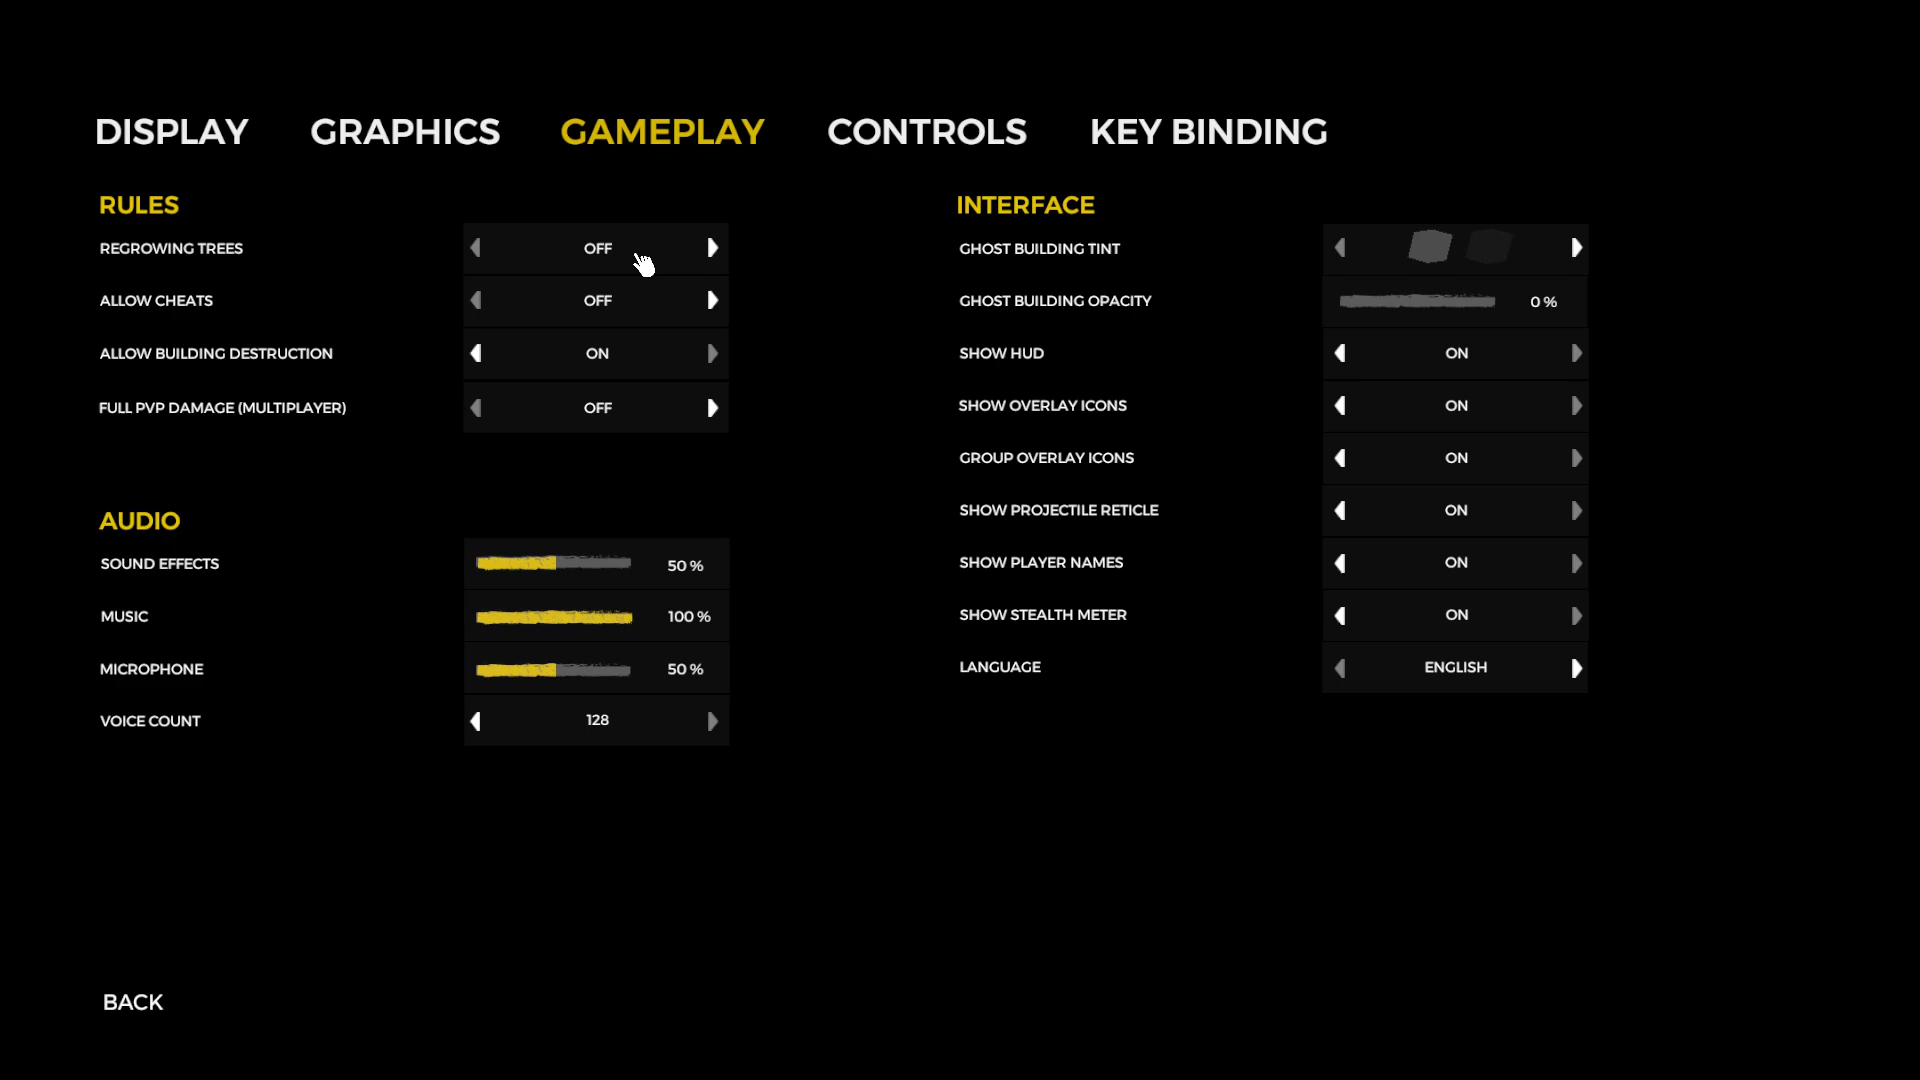 DISPLAY GRAPHICS GAMEPLAY CONTROLS KEY BINDING
RULES
REGROWING TREES OFF
ALLOW CHEATS OFF
ALLOW BUILDING DESTRUCTION ON
FULL PVP DAMAGE (MULTIPLAYER) OFF
AUDIO
SOUND EFFECTS 50 %
MUSIC 100 %
MICROPHONE 50 %
VOICE COUNT 128
INTERFACE
GHOST BUILDING TINT
GHOST BUILDING OPACITY 0 %
SHOW HUD ON
SHOW OVERLAY ICONS ON
GROUP OVERLAY ICONS ON
SHOW PROJECTILE RETICLE ON
SHOW PLAYER NAMES ON
SHOW STEALTH METER ON
LANGUAGE ENGLISH
BACK